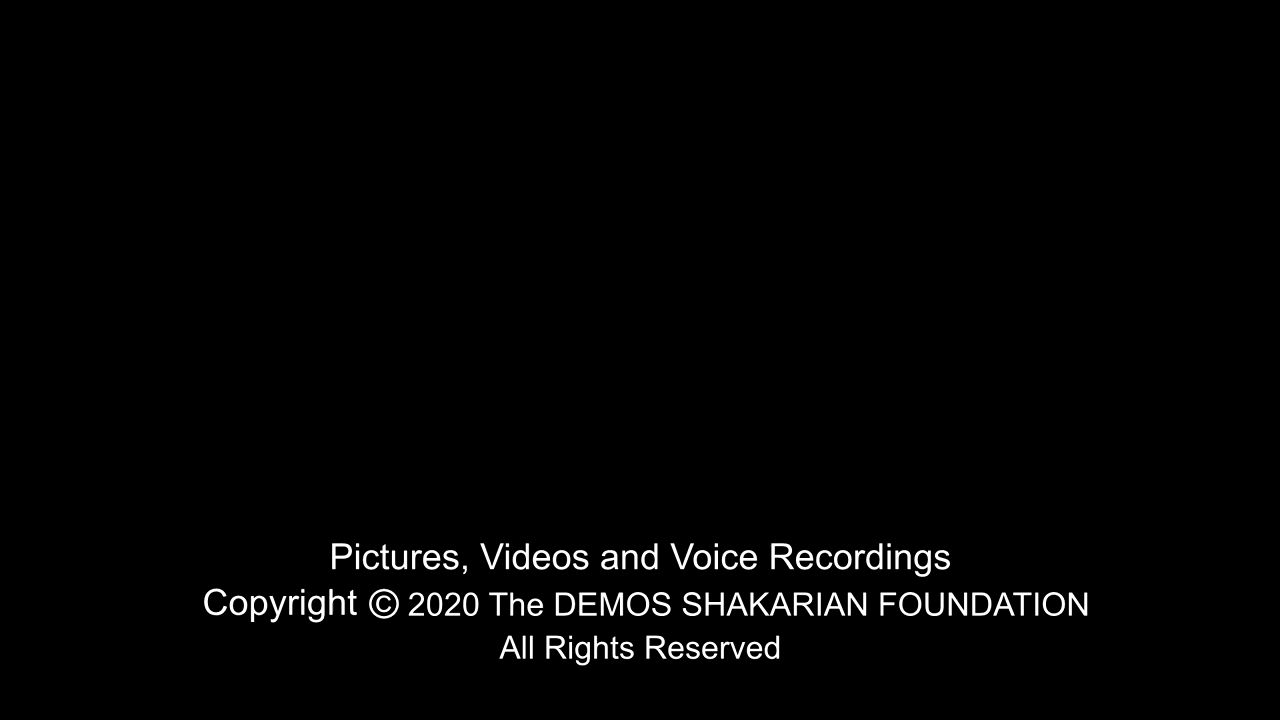 Pictures, Videos and Voice Recordings
Copyright © 2020 The DEMOS SHAKARIAN FOUNDATION
All Rights Reserved